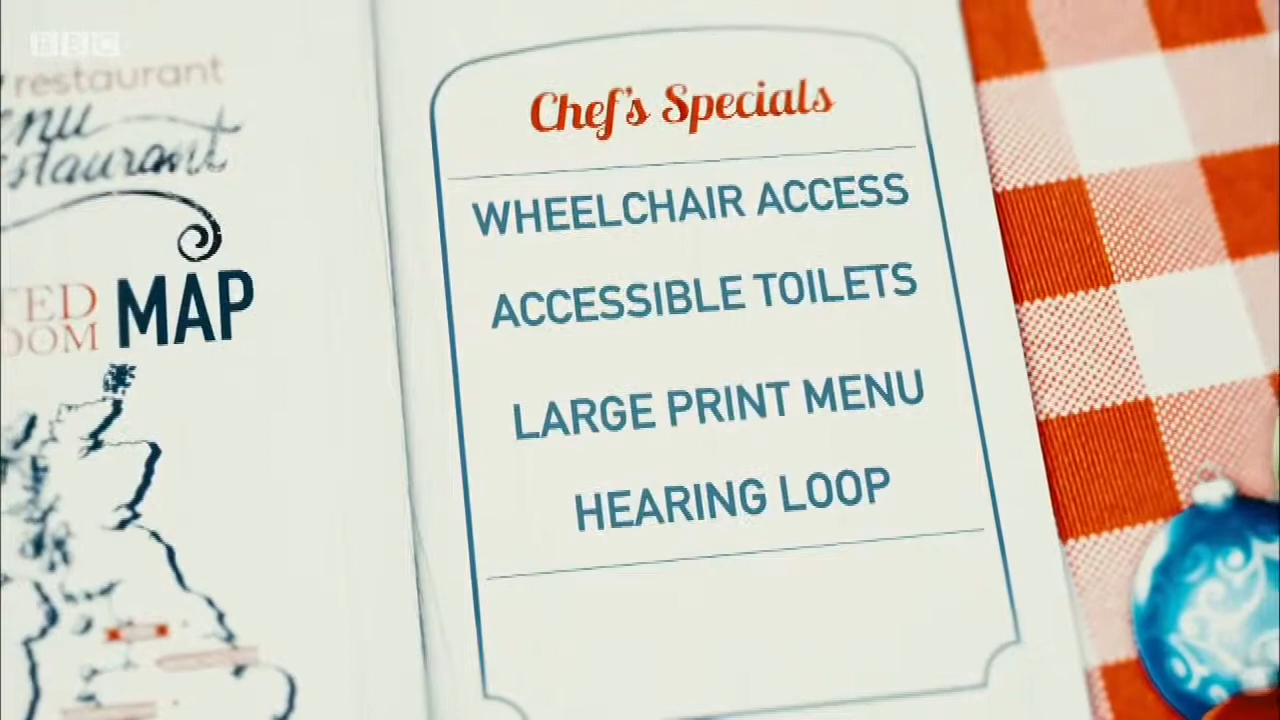 BBC
restaurant
MAP
Chef's Specials
WHEELCHAIR ACCESS
ACCESSIBLE TOILETS
LARGE PRINT MENU
HEARING LOOP